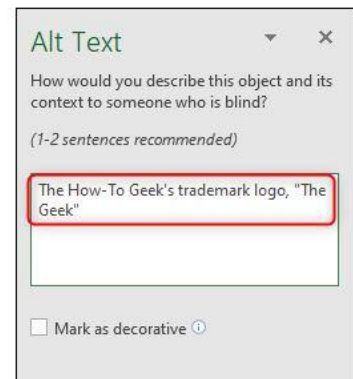 Alt Text
How would you describe this object and its
context to someone who is blind?
(1-2 sentences recommended)
The How-To Geek's trademark logo, "The
Geek"
Mark as decorative